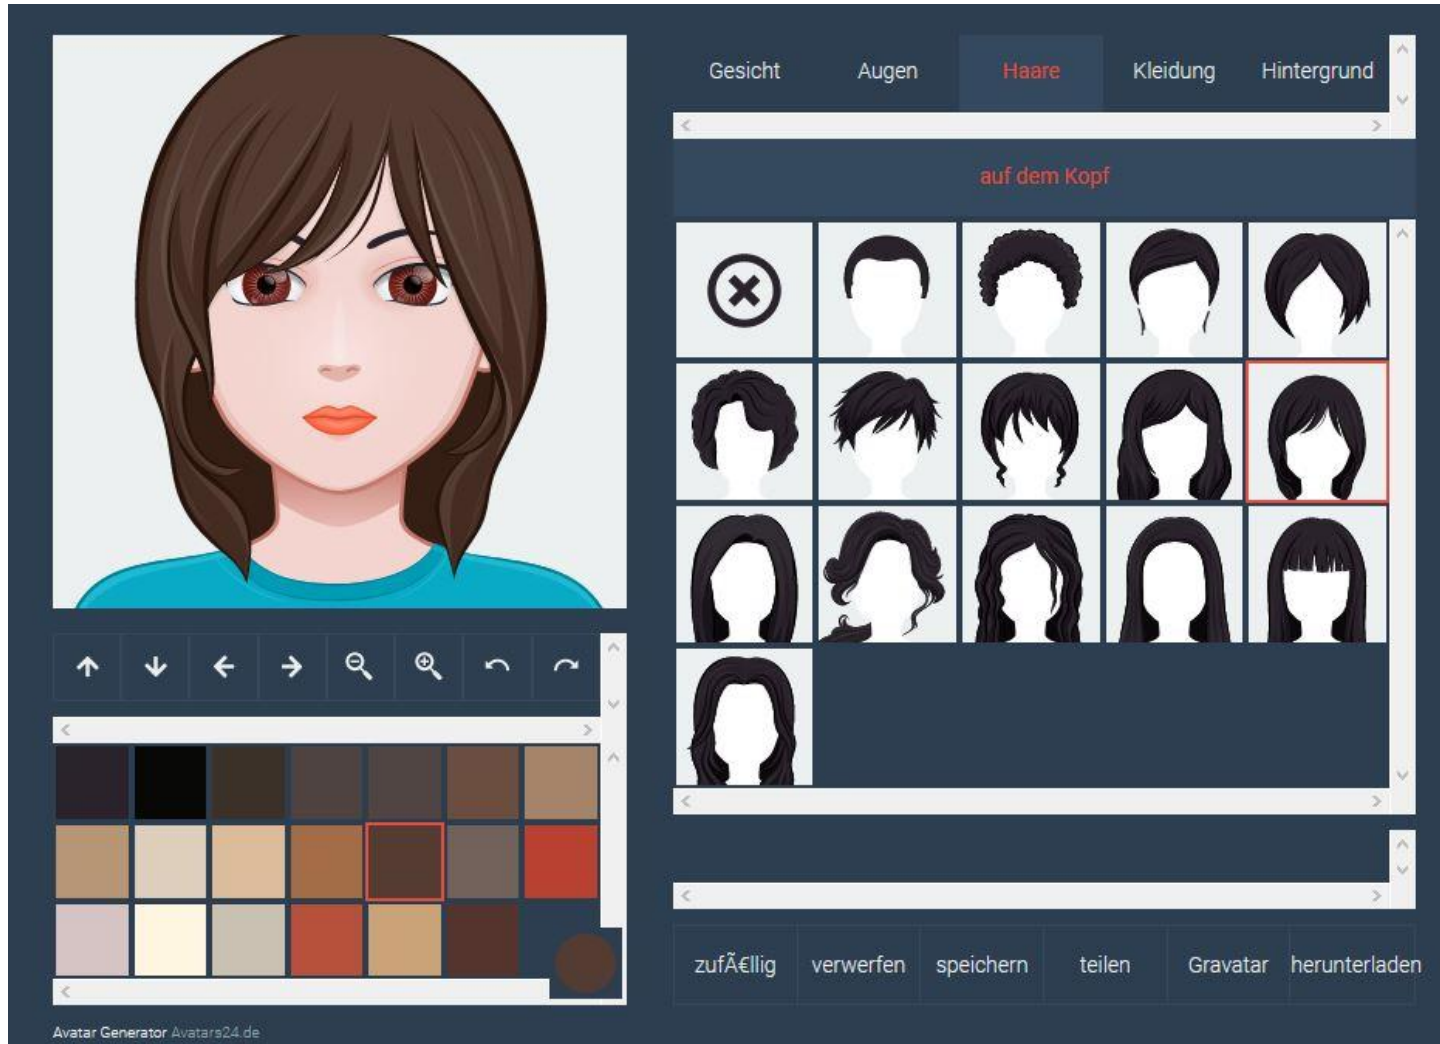 Gesicht Augen Haare Kleidung Hintergrund
auf dem Kopf
zufÃ€llig verwerfen speichern teilen Gravatar herunterladen
Avatar Generator Avatars24.de